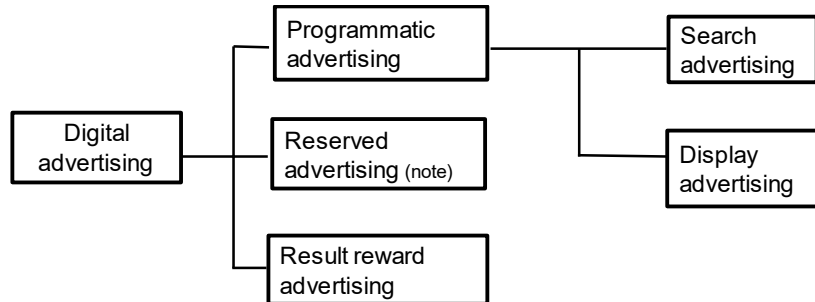 Programmatic
advertising
Search
advertising
Digital
advertising
Reserved
advertising (note)
Display
advertising
Result reward
advertising